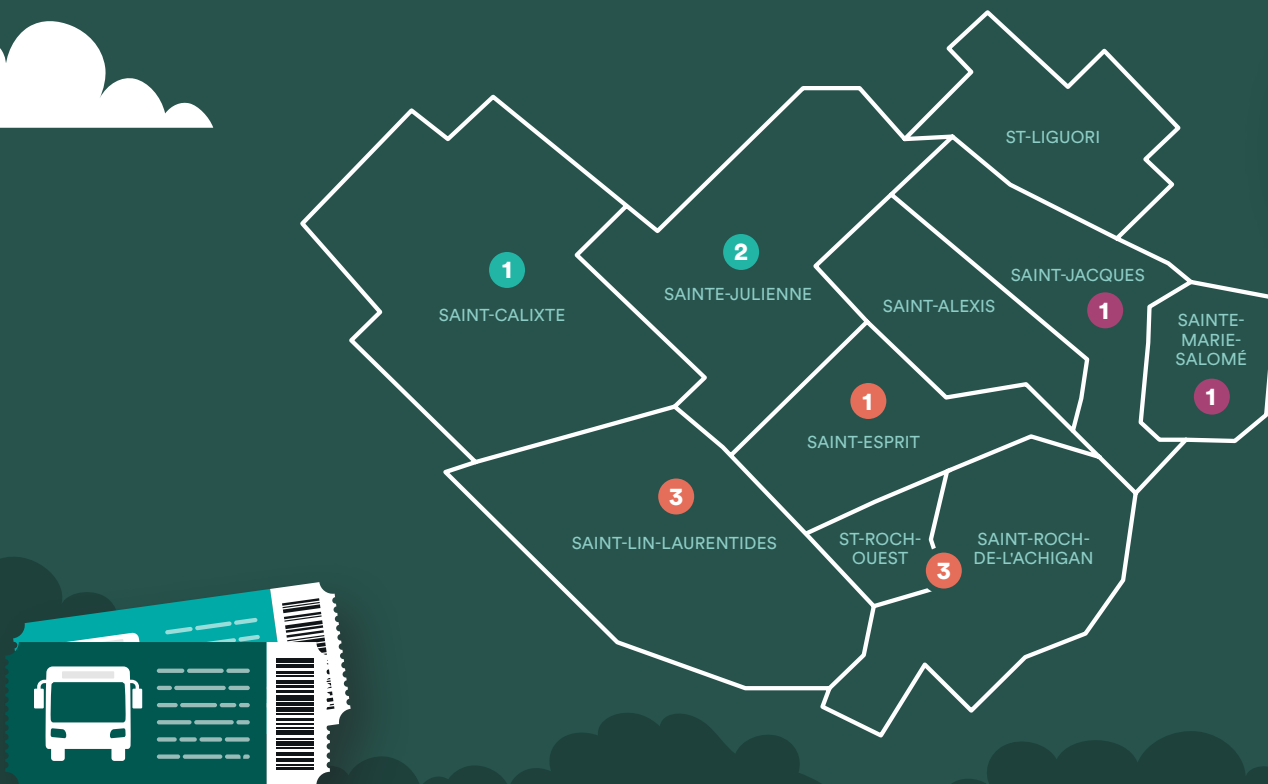 ST-LIGUORI
1
SAINT-CALIXTE
2
SAINTE-JULIENNE
SAINT-ALEXIS
SAINT-JACQUES
1
SAINTE-
MARIE-
SALOMÉ
1
1
SAINT-ESPRIT
3
SAINT-LIN-LAURENTIDES
ST-ROCH-
OUEST
3
SAINT-ROCH-
DE-L'ACHIGAN